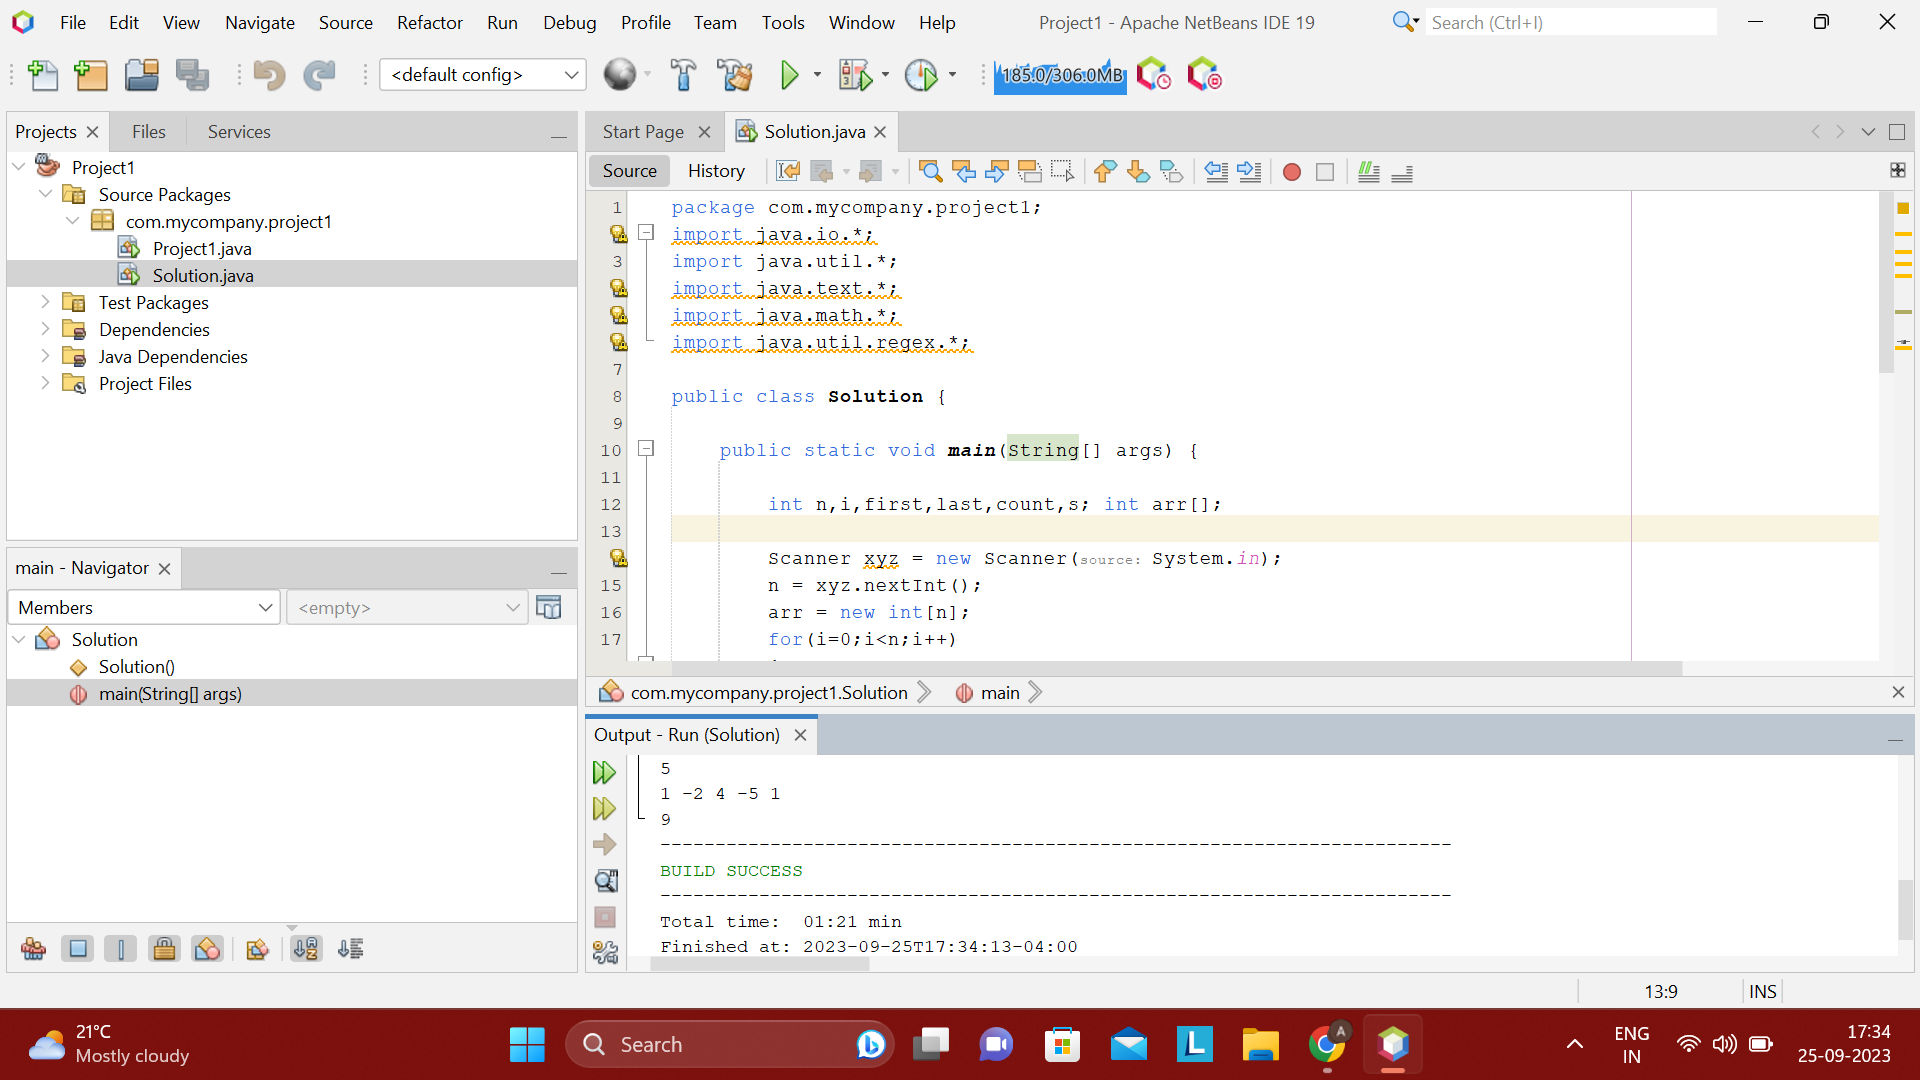 File Edit View Navigate Source Refactor Run Debug Profile Team Tools Window Help Project1 - Apache NetBeans IDE 19 Search (Ctrl+I)
<default config> 185.0/306.0MB
Projects Files Services
Project1
Source Packages
com.mycompany.project1
Project1.java
Solution.java
Test Packages
Dependencies
Java Dependencies
Project Files
main - Navigator
Members <empty>
Solution
Solution()
main(String[] args)
Start Page Solution.java
Source History
1 package com.mycompany.project1;
import java.io.*;
3 import java.util.*;
import java.text.*;
import java.math.*;
import java.util.regex.*;
7
8 public class Solution {
9
10 public static void main(String[] args) {
11
12 int n,i,first,last,count,s; int arr[];
13
Scanner xyz = new Scanner(source: System.in);
15 n = xyz.nextInt();
16 arr = new int[n];
17 for(i=0;i<n;i++)
com.mycompany.project1.Solution main
Output - Run (Solution)
5
1 -2 4 -5 1
9
------------------------------------------------------------------------
BUILD SUCCESS
------------------------------------------------------------------------
Total time: 01:21 min
Finished at: 2023-09-25T17:34:13-04:00
13:9 INS
21°C
Mostly cloudy
Search
L
A
ENG
IN
17:34
25-09-2023